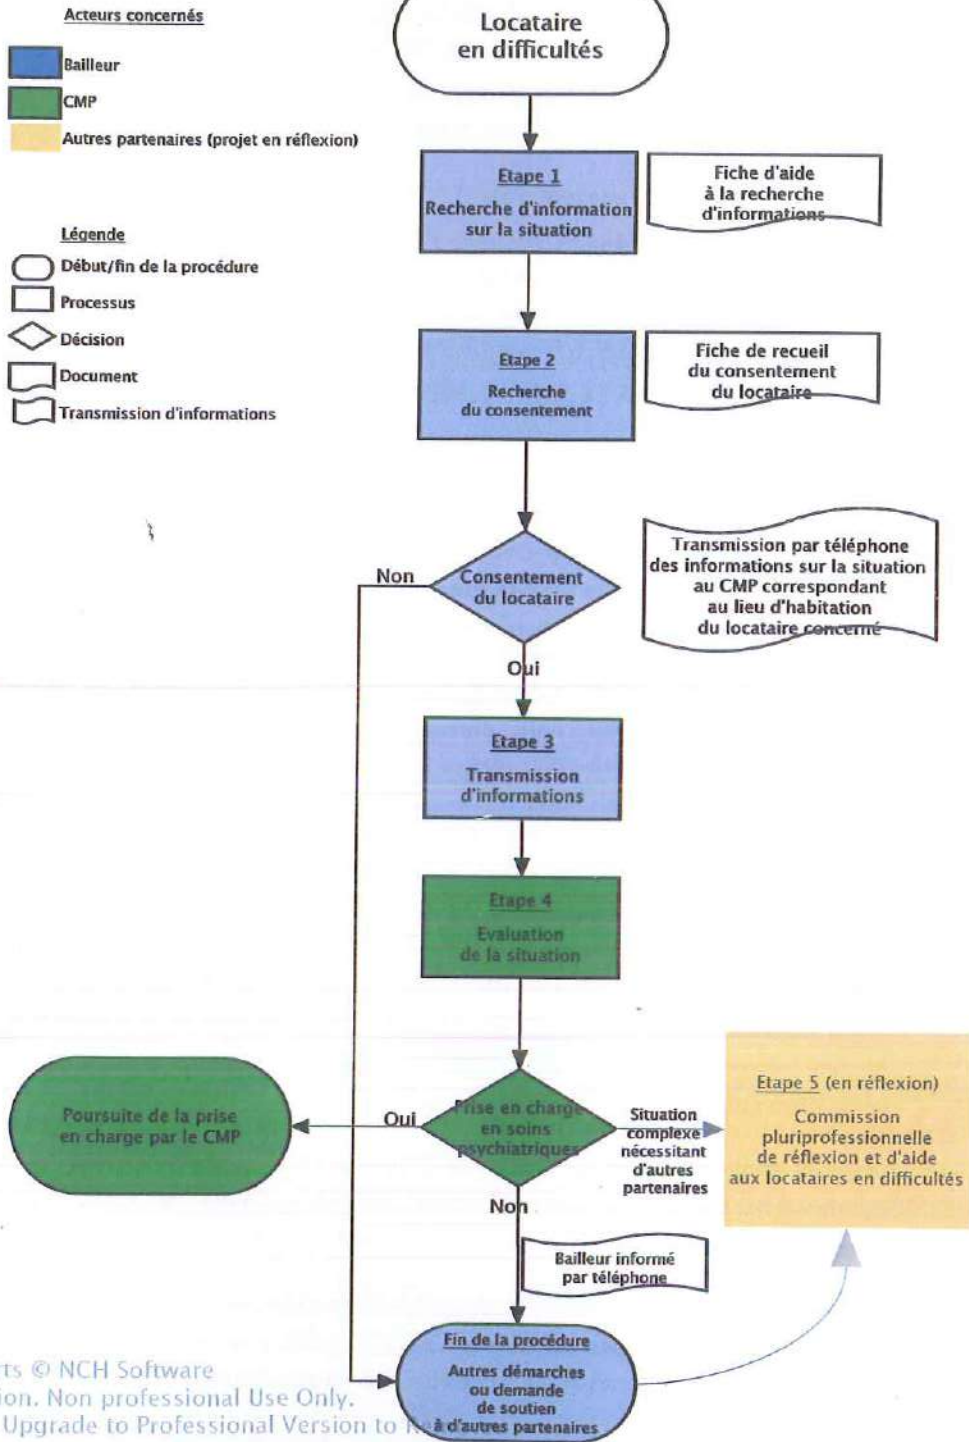 Acteurs concernés
Bailleur
CMP
Autres partenaires (projet en réflexion)
Légende
Début/fin de la procédure
Processus
Décision
Document
Transmission d'informations
Locataire
en difficultés
Etape 1
Recherche d'information
sur la situation
Fiche d'aide
à la recherche
d'informations
Etape 2
Recherche
du consentement
Fiche de recueil
du consentement
du locataire
Consentement
du locataire
Non
Oui
Transmission par téléphone
des informations sur la situation
au CMP correspondant
au lieu d'habitation
du locataire concerné
Etape 3
Transmission
d'informations
Etape 4
Evaluation
de la situation
Prise en charge
en soins
psychiatriques
Oui
Poursuite de la prise
en charge par le CMP
Situation
complexe
nécessitant
d'autres
partenaires
Etape 5 (en réflexion)
Commission
pluriprofessionnelle
de réflexion et d'aide
aux locataires en difficultés
Non
Bailleur informé
par téléphone
Fin de la procédure
Autres démarches
ou demande
de soutien
à d'autres partenaires
ts © NCH Software
ion. Non professional Use Only.
Upgrade to Professional Version to